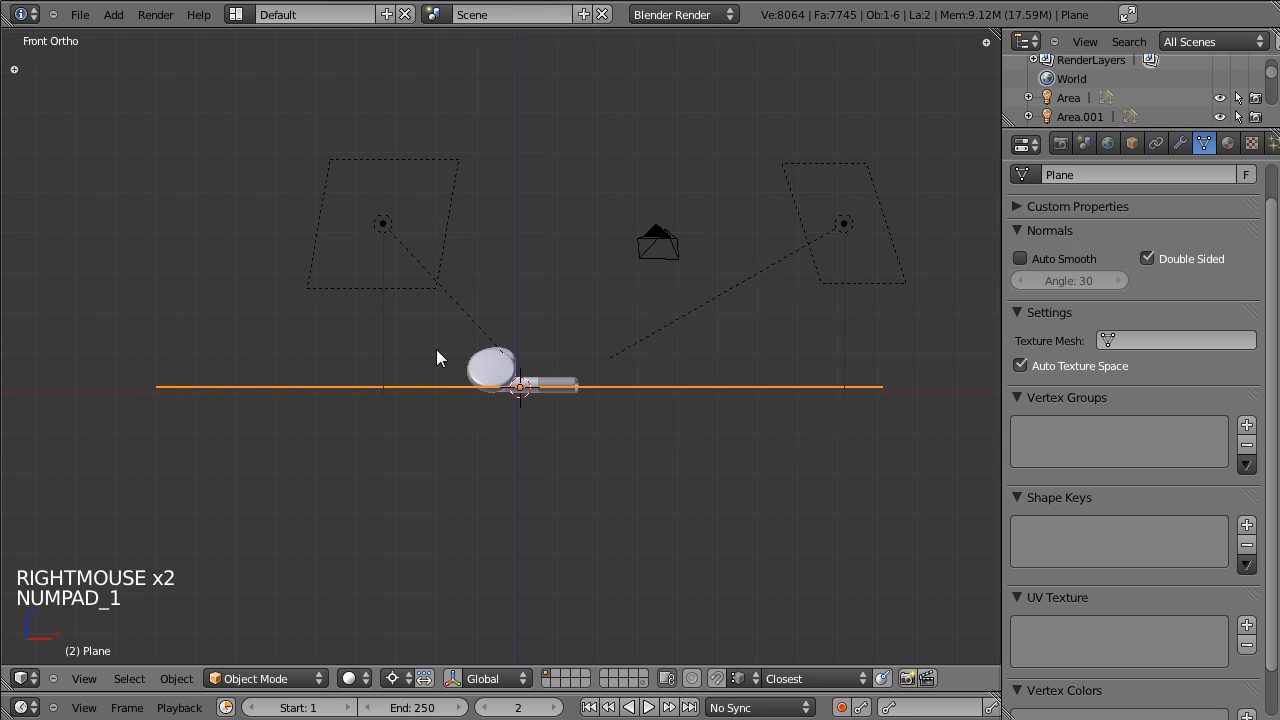 File Add Render Help Default Scene Blender Render Ve:8064 | Fa:7745 | Ob:1-6 | La:2 | Mem:9.12M (17.59M) | Plane
Front Ortho
View Search All Scenes
RenderLayers |
World
Area |
Area.001 |
Plane F
Custom Properties
Normals
Auto Smooth Double Sided
Angle: 30
Settings
Texture Mesh:
Auto Texture Space
Vertex Groups
Shape Keys
UV Texture
Vertex Colors
RIGHTMOUSE x2
NUMPAD_1
(2) Plane
View Select Object Object Mode Global Closest
View Frame Playback Start: 1 End: 250 2 No Sync